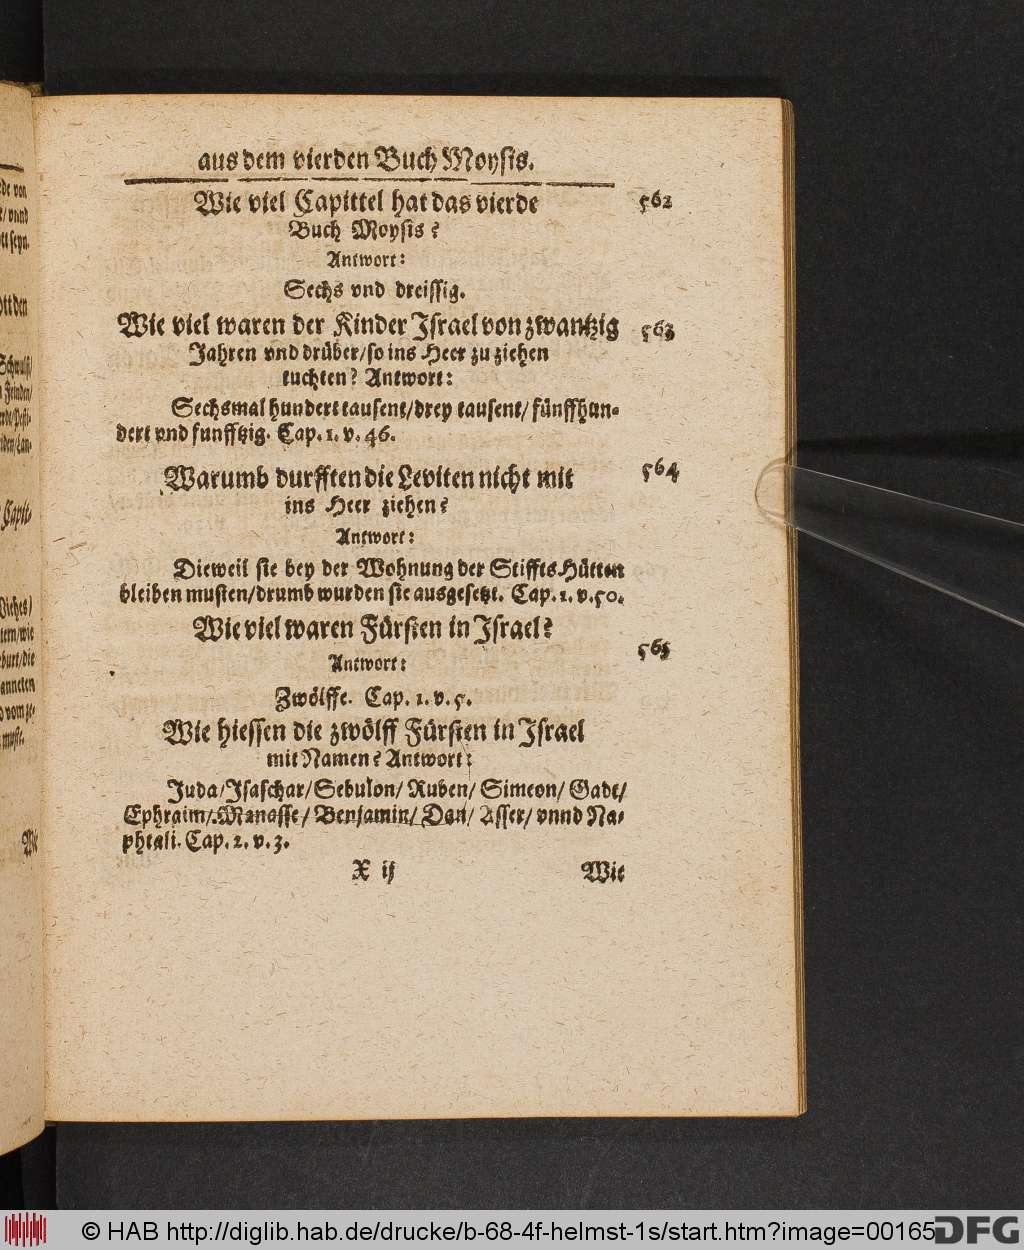 aus dem vierden Buch Moysis.
Wie viel Capittel hat das vierde 562
Buch Moysis?
Antwort:
Sechs vnd dreissig.
Wie viel waren der Kinder Israel von zwantzig 563
Jahren vnd drüber/ so ins Heer zu ziehen
tuchten? Antwort:
Sechsmal hundert tausent/ drey tausent/ fünffhun-
dert vnd funfftzig. Cap. 1. v. 46.
Warumb durfften die Leviten nicht mit 564
ins Heer ziehen?
Antwort:
Dieweil sie bey der Wohnung der Stiffts Hütten
bleiben musten/ drumb wurden sie ausgesetzt. Cap. 1. v. 50.
Wie viel waren Fürsten in Israel? 565
Antwort:
Zwölffe. Cap. 1. v. 5.
Wie hiessen die zwölff Fürsten in Israel
mit Namen? Antwort:
Juda/ Isaschar/ Sebulon/ Ruben/ Simeon/ Gadt/
Ephraim/ Manasse/ Benjamin/ Dan/ Asser/ vnnd Na-
phtali. Cap. 2. v. 3.
X ij Wie
© HAB http://diglib.hab.de/drucke/b-68-4f-helmst-1s/start.htm?image=00165
DFG